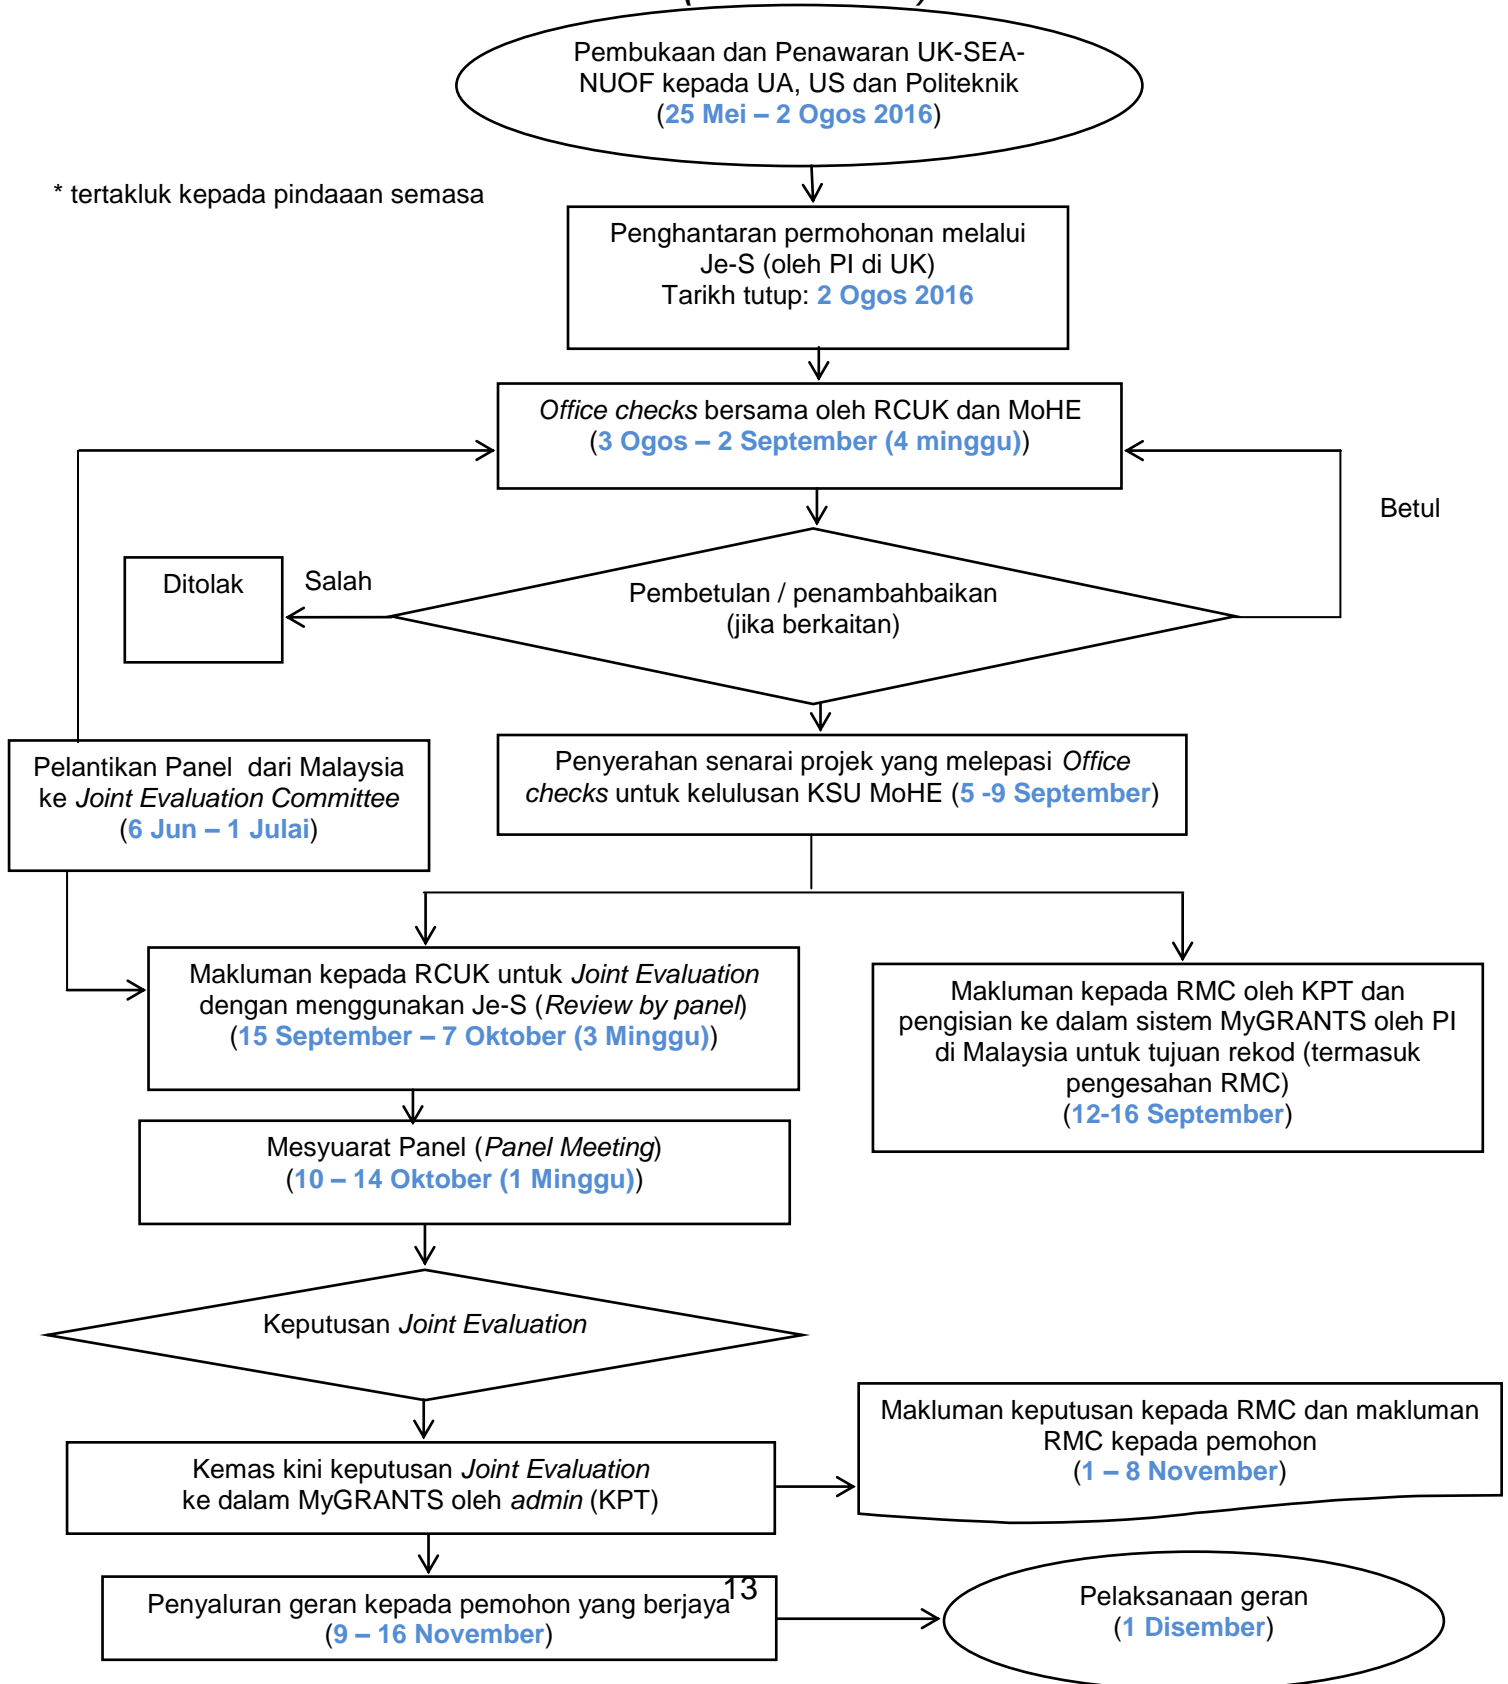 Pembukaan dan Penawaran UK-SEA-
NUOF kepada UA, US dan Politeknik
(25 Mei – 2 Ogos 2016)
* tertakluk kepada pindaaan semasa
Penghantaran permohonan melalui
Je-S (oleh PI di UK)
Tarikh tutup: 2 Ogos 2016
Office checks bersama oleh RCUK dan MoHE
(3 Ogos – 2 September (4 minggu))
Betul
Ditolak
Salah
Pembetulan / penambahbaikan
(jika berkaitan)
Pelantikan Panel dari Malaysia
ke Joint Evaluation Committee
(6 Jun – 1 Julai)
Penyerahan senarai projek yang melepasi Office
checks untuk kelulusan KSU MoHE (5 -9 September)
Makluman kepada RCUK untuk Joint Evaluation
dengan menggunakan Je-S (Review by panel)
(15 September – 7 Oktober (3 Minggu))
Makluman kepada RMC oleh KPT dan
pengisian ke dalam sistem MyGRANTS oleh PI
di Malaysia untuk tujuan rekod (termasuk
pengesahan RMC)
(12-16 September)
Mesyuarat Panel (Panel Meeting)
(10 – 14 Oktober (1 Minggu))
Keputusan Joint Evaluation
Makluman keputusan kepada RMC dan makluman
RMC kepada pemohon
(1 – 8 November)
Kemas kini keputusan Joint Evaluation
ke dalam MyGRANTS oleh admin (KPT)
Penyaluran geran kepada pemohon yang berjaya
(9 – 16 November)
13
Pelaksanaan geran
(1 Disember)